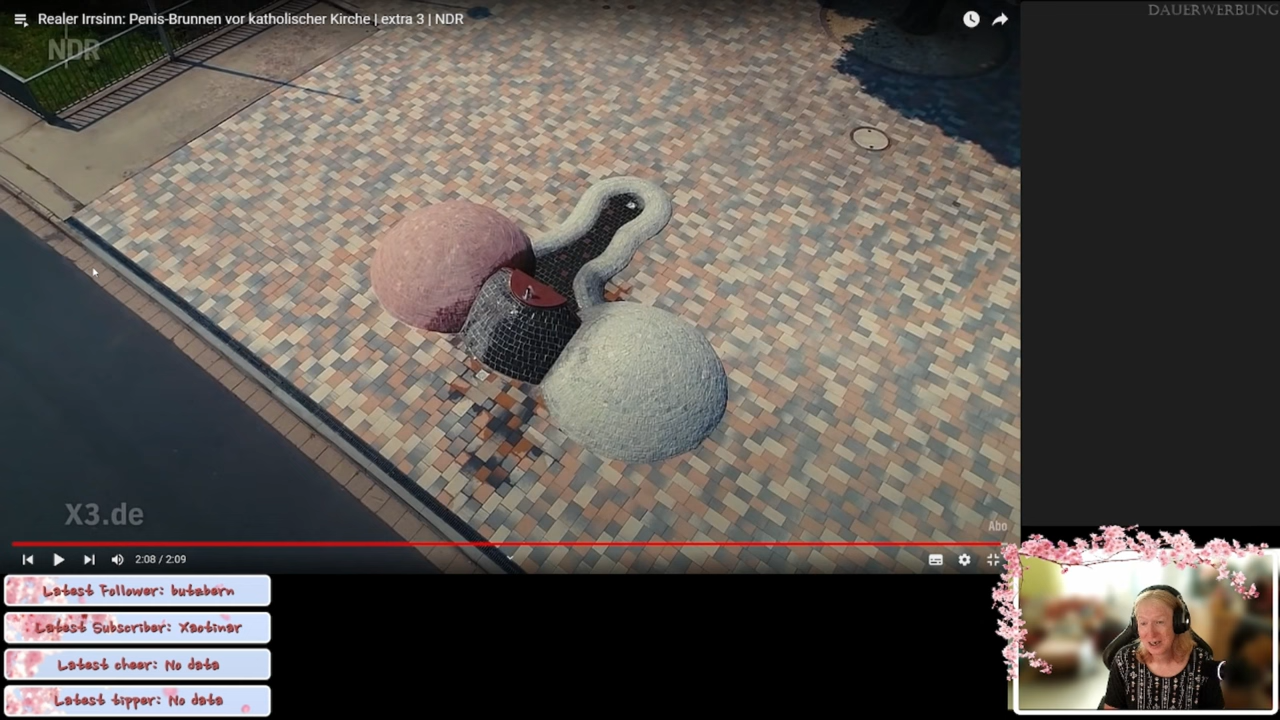 Realer Irrsinn: Penis-Brunnen vor katholischer Kirche | extra 3 | NDR
DAUERWERBUNG
NDR
X3.de
Abo
2:08 / 2:09
Latest Follower: butabern
Latest Subscriber: Xaotinar
Latest cheer: No data
Latest tipper: No data